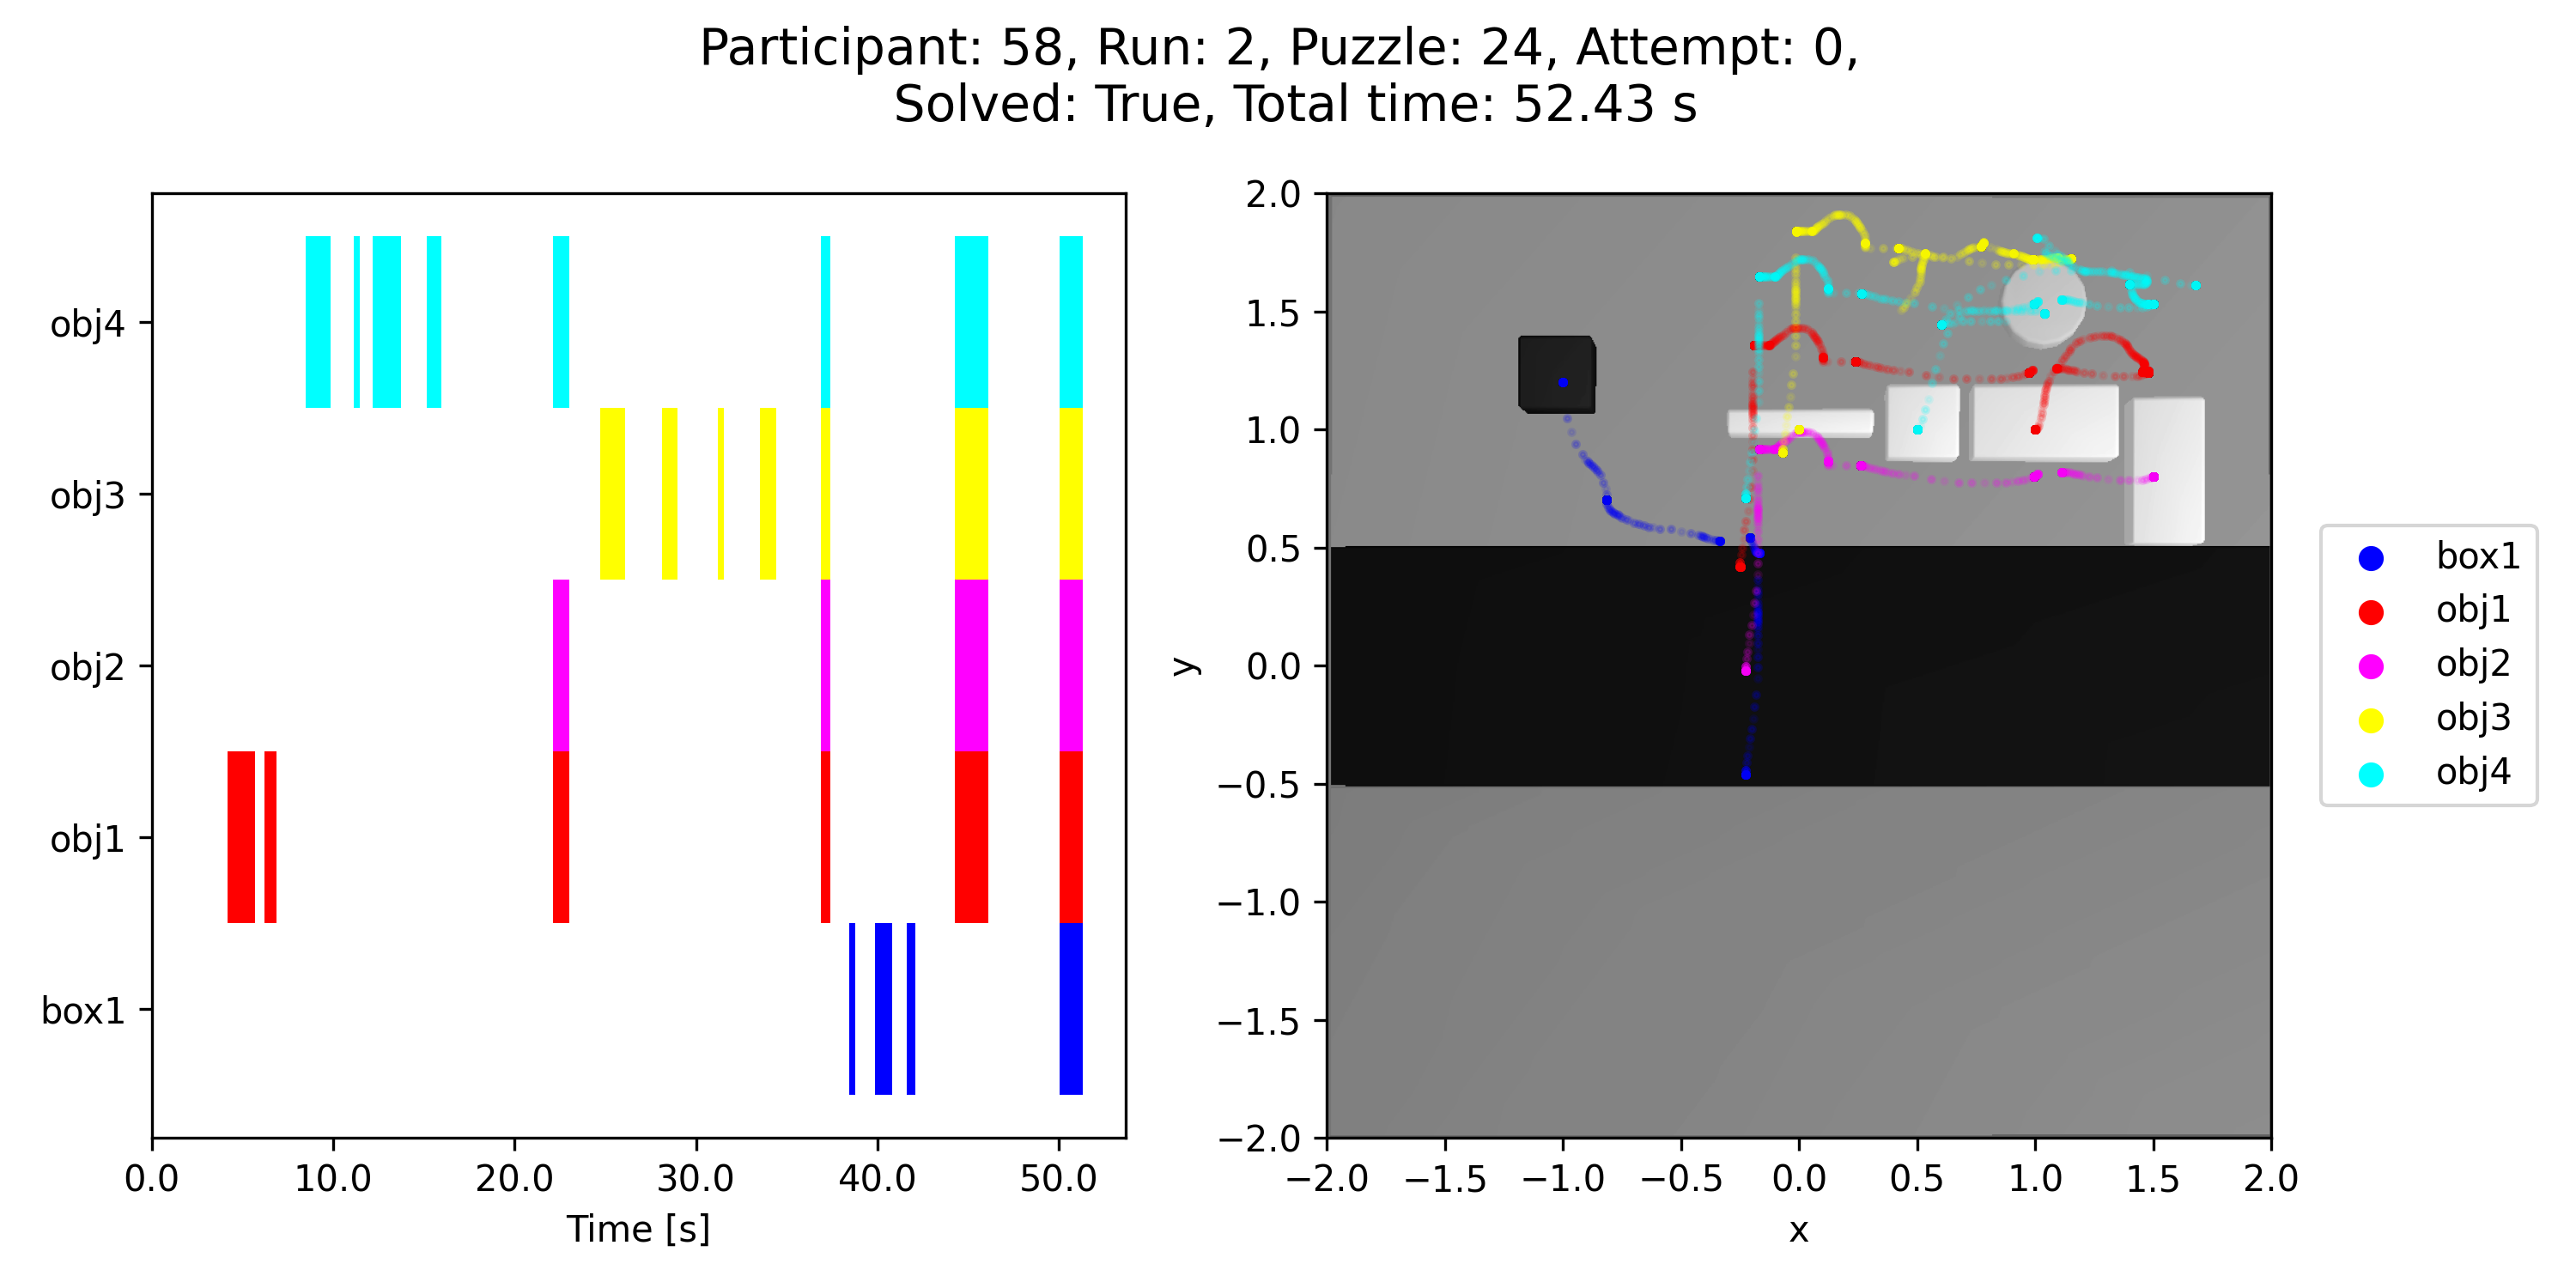 Participant: 58, Run: 2, Puzzle: 24, Attempt: 0,
Solved: True, Total time: 52.43 s
obj4
obj3
obj2
obj1
box1
0.0 10.0 20.0 30.0 40.0 50.0
Time [s]
2.0
1.5
1.0
0.5
0.0
−0.5
−1.0
−1.5
−2.0
y
−2.0 −1.5 −1.0 −0.5 0.0 0.5 1.0 1.5 2.0
x
box1
obj1
obj2
obj3
obj4